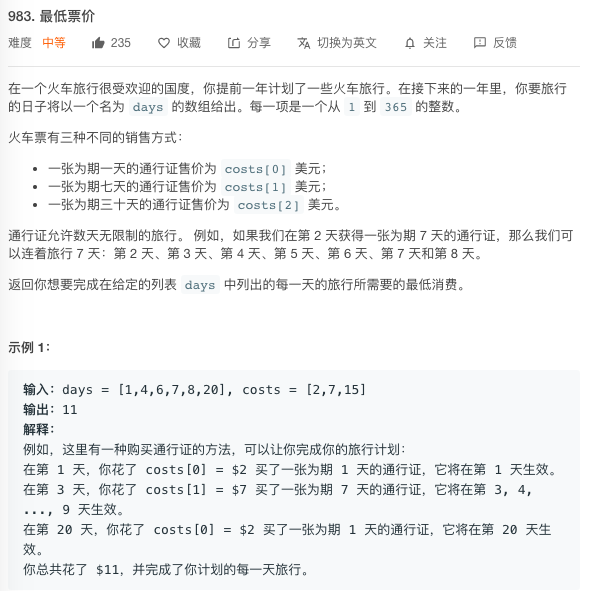 983. 最低票价
难度 中等 235 收藏 分享 切换为英文 关注 反馈
在一个火车旅行很受欢迎的国度，你提前一年计划了一些火车旅行。在接下来的一年里，你要旅行
的日子将以一个名为 days 的数组给出。每一项是一个从 1 到 365 的整数。
火车票有三种不同的销售方式：
• 一张为期一天的通行证售价为 costs[0] 美元；
• 一张为期七天的通行证售价为 costs[1] 美元；
• 一张为期三十天的通行证售价为 costs[2] 美元。
通行证允许数天无限制的旅行。 例如，如果我们在第 2 天获得一张为期 7 天的通行证，那么我们可
以连着旅行 7 天：第 2 天、第 3 天、第 4 天、第 5 天、第 6 天、第 7 天和第 8 天。
返回你想要完成在给定的列表 days 中列出的每一天的旅行所需要的最低消费。
示例 1：
输入：days = [1,4,6,7,8,20], costs = [2,7,15]
输出：11
解释：
例如，这里有一种购买通行证的方法，可以让你完成你的旅行计划：
在第 1 天，你花了 costs[0] = $2 买了一张为期 1 天的通行证，它将在第 1 天生效。
在第 3 天，你花了 costs[1] = $7 买了一张为期 7 天的通行证，它将在第 3, 4,
..., 9 天生效。
在第 20 天，你花了 costs[0] = $2 买了一张为期 1 天的通行证，它将在第 20 天生
效。
你总共花了 $11，并完成了你计划的每一天旅行。